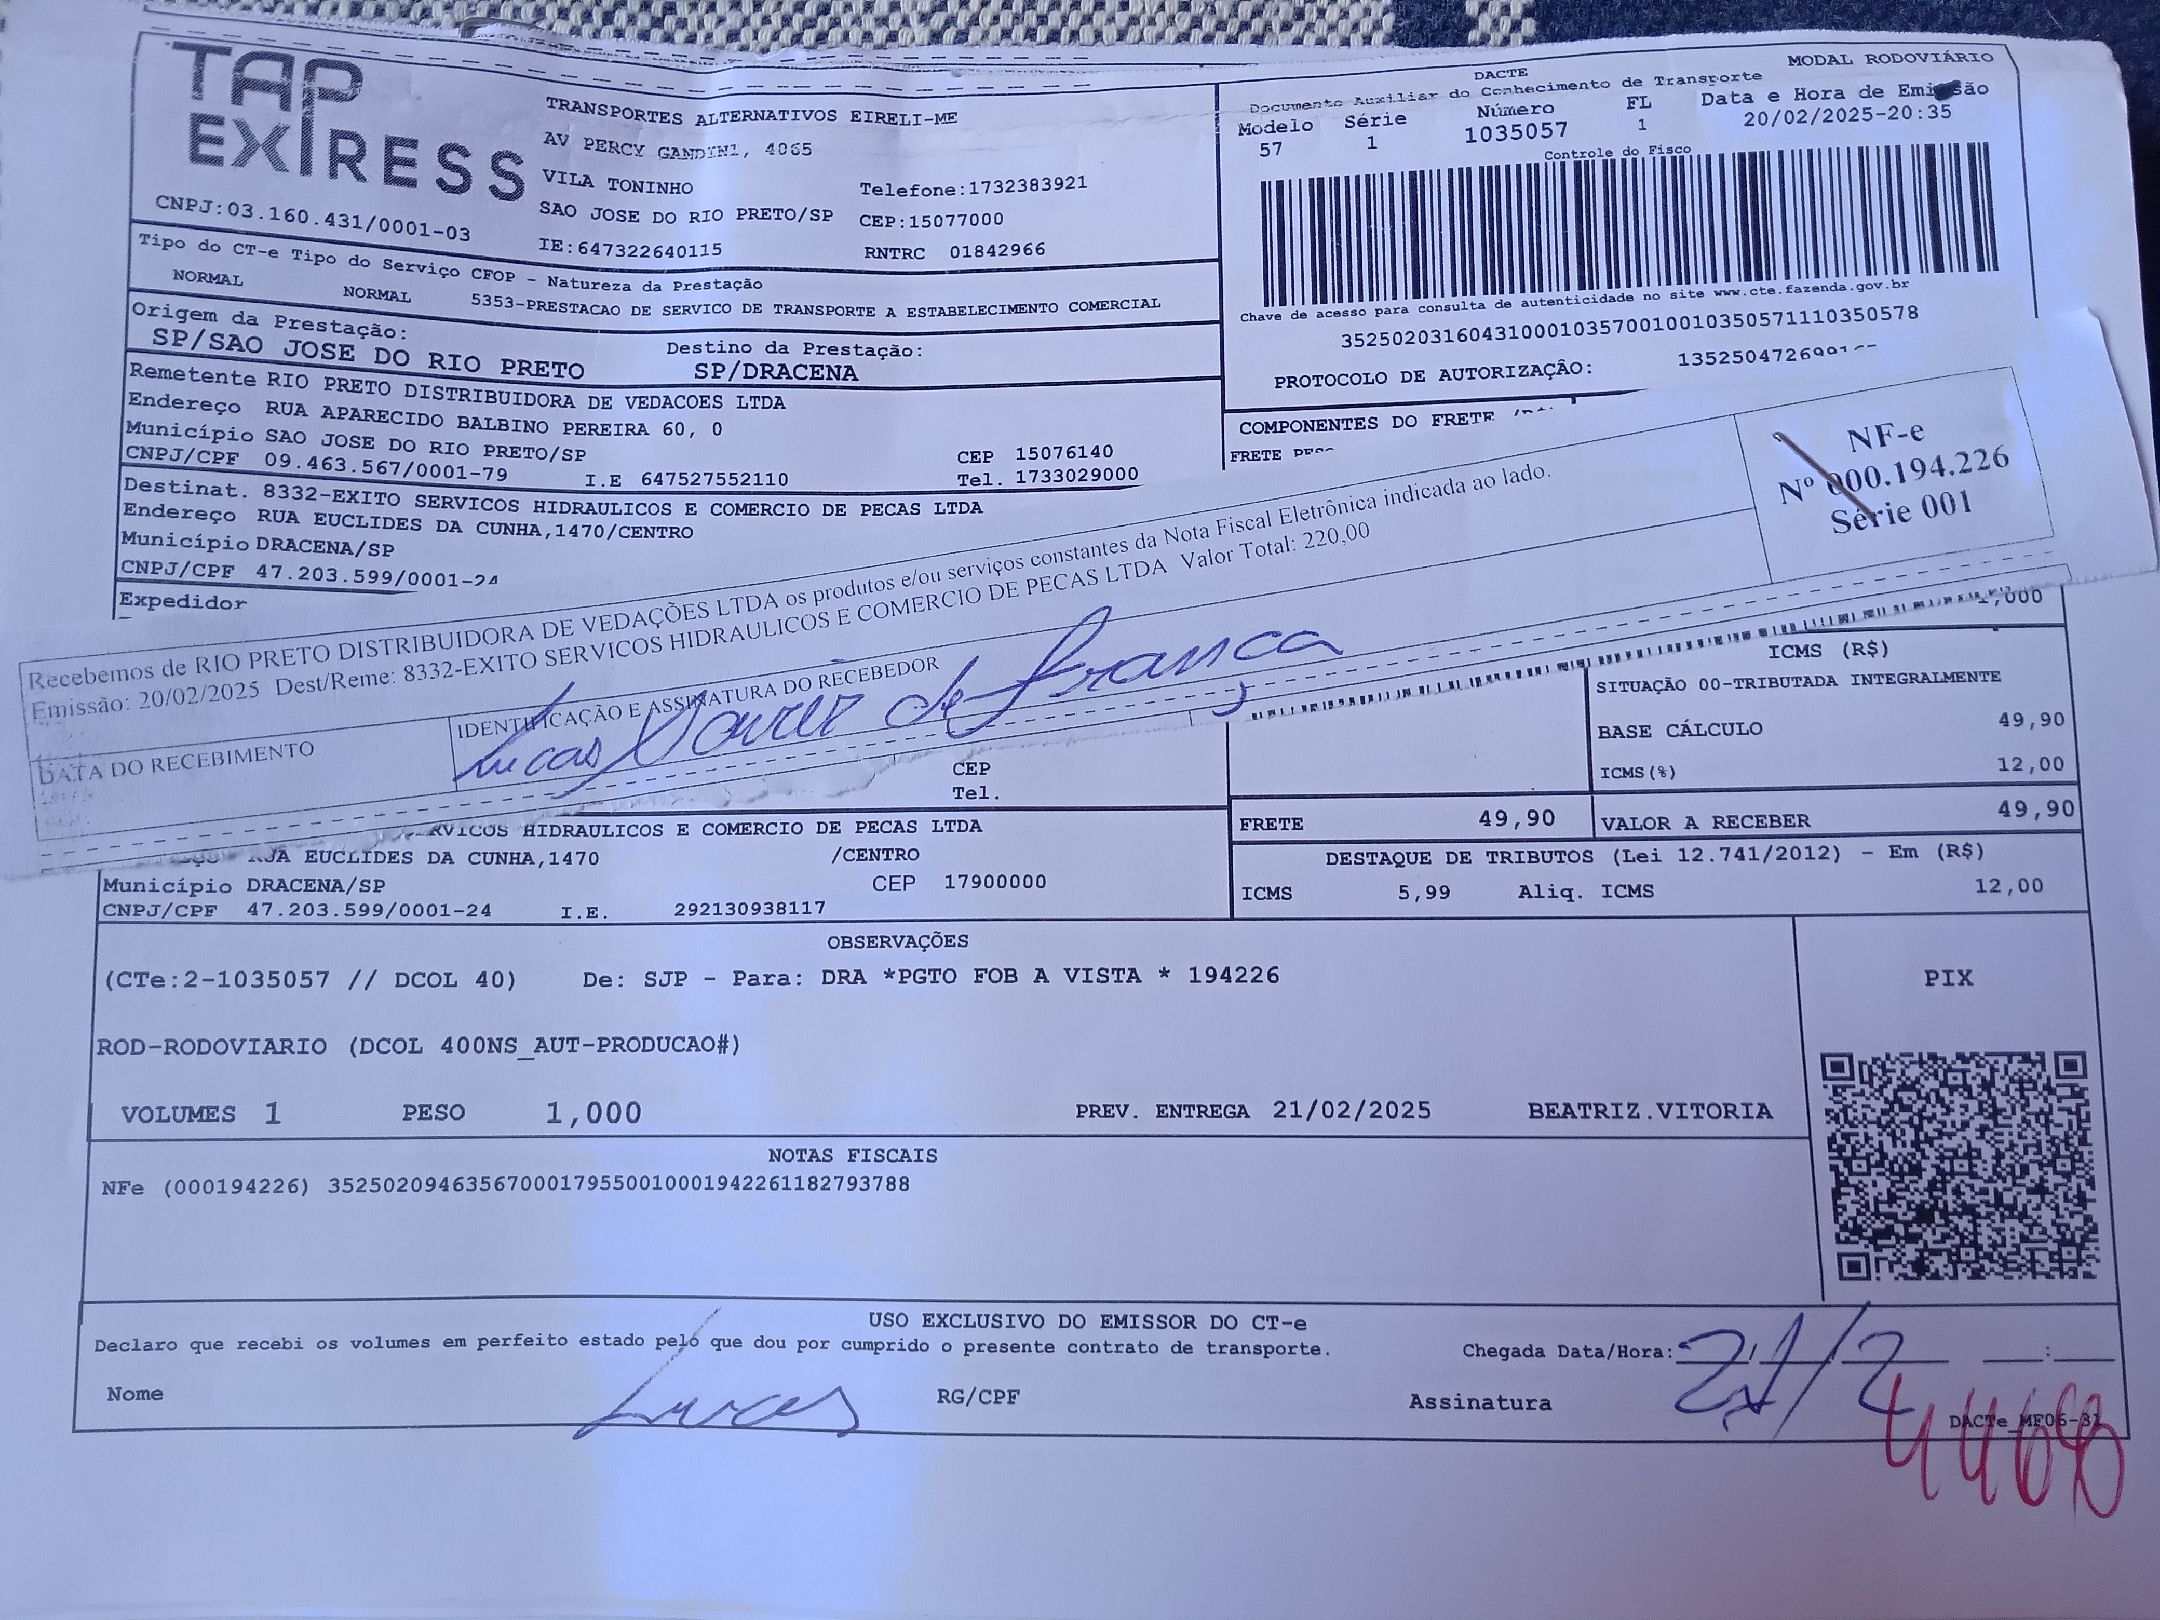 TAP EXPRESS
TRANSPORTES ALTERNATIVOS EIRELI-ME
AV PERCY GANDINI, 4065
VILA TONINHO
Telefone:1732383921
SAO JOSE DO RIO PRETO/SP CEP:15077000
CNPJ:03.160.431/0001-03
IE:647322640115
RNTRC 01842966
MODAL RODOVIÁRIO
DACTE
Documento Auxiliar do Conhecimento de Transporte
Modelo Série Número FL Data e Hora de Emissão
57 1 1035057 1 20/02/2025-20:35
Controle do Fisco
Chave de acesso para consulta de autenticidade no site www.cte.fazenda.gov.br
35250203160431000103570010010350571110350578
PROTOCOLO DE AUTORIZAÇÃO:
Tipo do CT-e Tipo do Serviço CFOP - Natureza da Prestação
NORMAL NORMAL 5353-PRESTACAO DE SERVICO DE TRANSPORTE A ESTABELECIMENTO COMERCIAL
Origem da Prestação:
SP/SAO JOSE DO RIO PRETO
Destino da Prestação:
SP/DRACENA
Remetente RIO PRETO DISTRIBUIDORA DE VEDACOES LTDA
Endereço RUA APARECIDO BALBINO PEREIRA 60, 0
Município SAO JOSE DO RIO PRETO/SP CEP 15076140
CNPJ/CPF 09.463.567/0001-79 I.E 647527552110 Tel. 1733029000
Destinat. 8332-EXITO SERVICOS HIDRAULICOS E COMERCIO DE PECAS LTDA
Endereço RUA EUCLIDES DA CUNHA,1470/CENTRO
Município DRACENA/SP
CNPJ/CPF 47.203.599/0001-24
Expedidor
COMPONENTES DO FRETE
FRETE
Recebemos de RIO PRETO DISTRIBUIDORA DE VEDAÇÕES LTDA os produtos e/ou serviços constantes da Nota Fiscal Eletrônica indicada ao lado.
Emissão: 20/02/2025 Dest/Reme: 8332-EXITO SERVICOS HIDRAULICOS E COMERCIO DE PECAS LTDA Valor Total: 220,00
DATA DO RECEBIMENTO
IDENTIFICAÇÃO E ASSINATURA DO RECEBEDOR
Lucas Xavier de Franca
NF-e
Nº 000.194.226
Série 001
1,000
ICMS (R$)
SITUAÇÃO 00-TRIBUTADA INTEGRALMENTE
BASE CÁLCULO 49,90
ICMS(%) 12,00
CEP
Tel.
FRETE 49,90 VALOR A RECEBER 49,90
HIDRAULICOS E COMERCIO DE PECAS LTDA
EUCLIDES DA CUNHA,1470 /CENTRO
Município DRACENA/SP CEP 17900000
CNPJ/CPF 47.203.599/0001-24 I.E. 292130938117
DESTAQUE DE TRIBUTOS (Lei 12.741/2012) - Em (R$)
ICMS 5,99 Aliq. ICMS 12,00
OBSERVAÇÕES
(CTe:2-1035057 // DCOL 40) De: SJP - Para: DRA *PGTO FOB A VISTA * 194226
ROD-RODOVIARIO (DCOL 400NS_AUT-PRODUCAO#)
VOLUMES 1 PESO 1,000 PREV. ENTREGA 21/02/2025 BEATRIZ.VITORIA
PIX
NOTAS FISCAIS
NFe (000194226) 35250209463567000179550010001942261182793788
USO EXCLUSIVO DO EMISSOR DO CT-e
Declaro que recebi os volumes em perfeito estado pelo que dou por cumprido o presente contrato de transporte.
Chegada Data/Hora: 21/2
Nome Lucas RG/CPF Assinatura